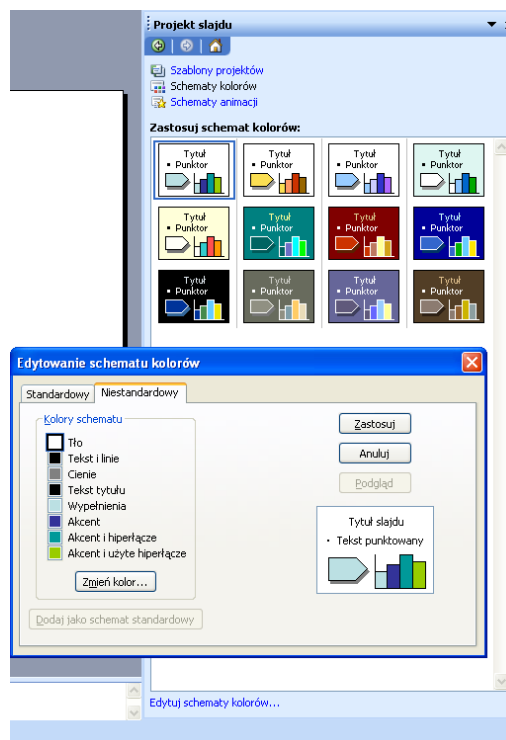 Projekt slajdu
Szablony projektów
Schematy kolorów
Schematy animacji
Zastosuj schemat kolorów:
Tytuł Tytuł Tytuł Tytuł
• Punktor • Punktor • Punktor • Punktor
Tytuł Tytuł Tytuł Tytuł
• Punktor • Punktor • Punktor • Punktor
Tytuł Tytuł Tytuł Tytuł
• Punktor • Punktor • Punktor • Punktor
Edytowanie schematu kolorów
Standardowy Niestandardowy
Kolory schematu
Tło
Tekst i linie
Cienie
Tekst tytułu
Wypełnienia
Akcent
Akcent i hiperłącze
Akcent i użyte hiperłącze
Zmień kolor...
Dodaj jako schemat standardowy
Zastosuj
Anuluj
Podgląd
Tytuł slajdu
• Tekst punktowany
Edytuj schematy kolorów...